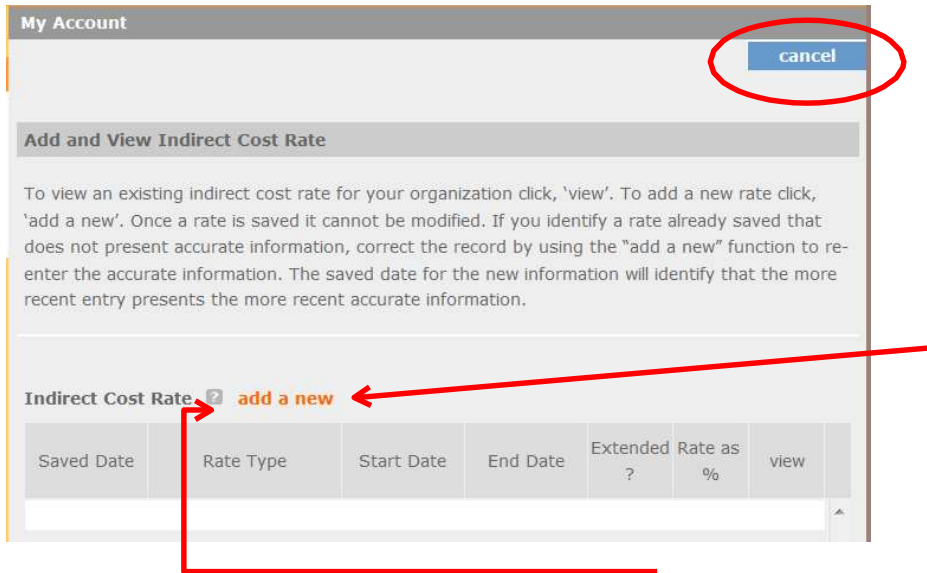 My Account
cancel
Add and View Indirect Cost Rate
To view an existing indirect cost rate for your organization click, ‘view’. To add a new rate click,
‘add a new’. Once a rate is saved it cannot be modified. If you identify a rate already saved that
does not present accurate information, correct the record by using the “add a new” function to re-
enter the accurate information. The saved date for the new information will identify that the more
recent entry presents the more recent accurate information.
Indirect Cost Rate ? add a new
Saved Date Rate Type Start Date End Date Extended ? Rate as % view